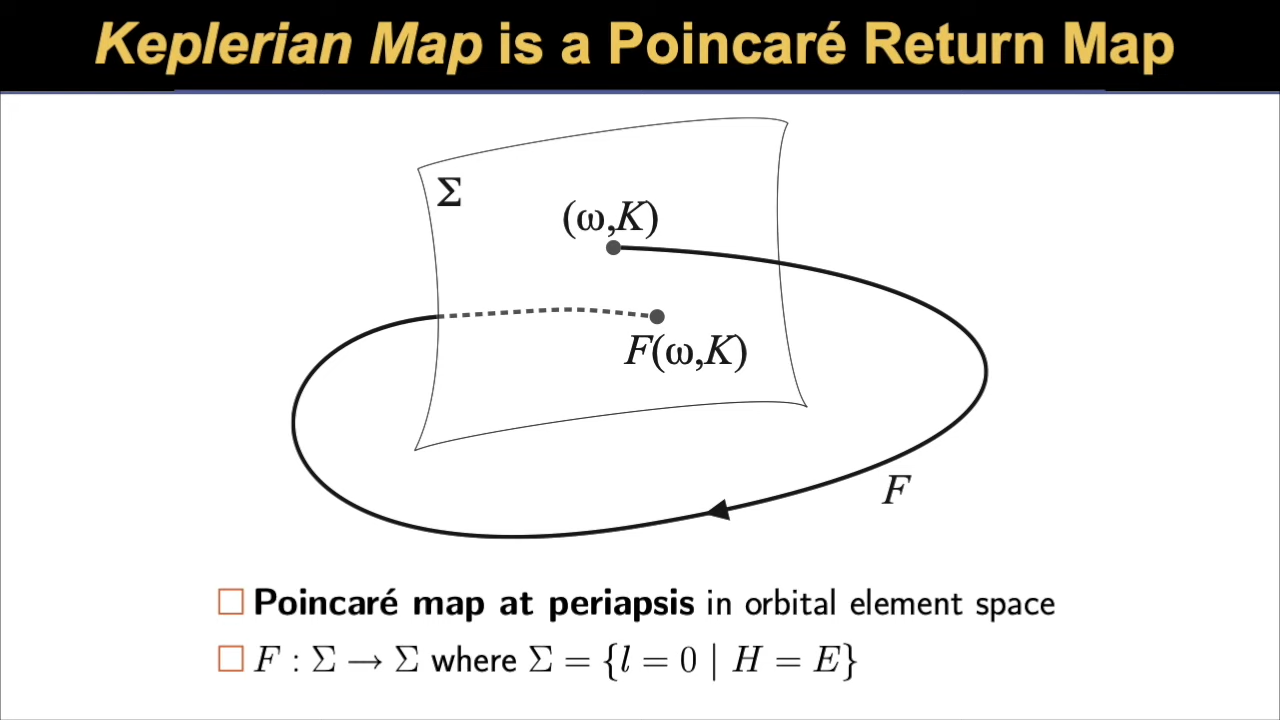 Keplerian Map is a Poincaré Return Map
Σ
(ω,K)
F(ω,K)
F
□ Poincaré map at periapsis in orbital element space
□ F : Σ → Σ where Σ = {l = 0 | H = E}